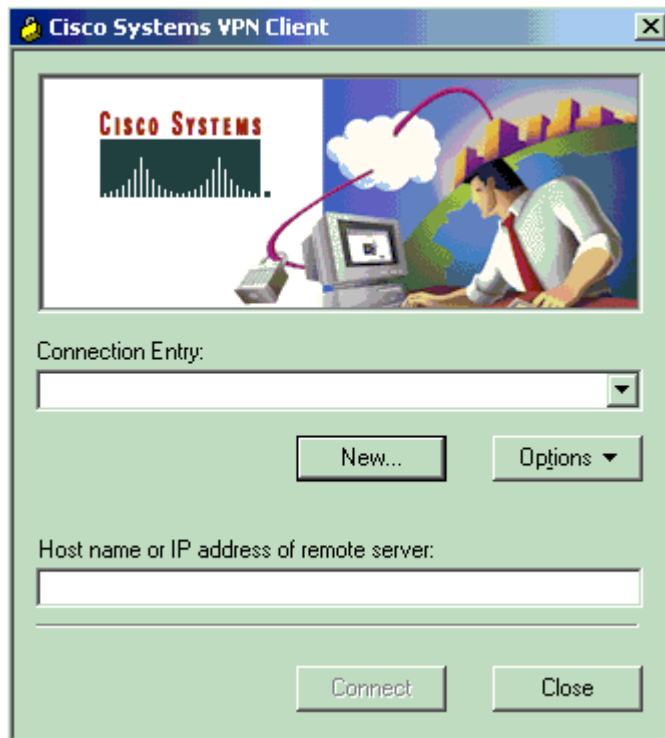 Cisco Systems VPN Client
CISCO SYSTEMS
Connection Entry:
New...
Options
Host name or IP address of remote server:
Connect
Close